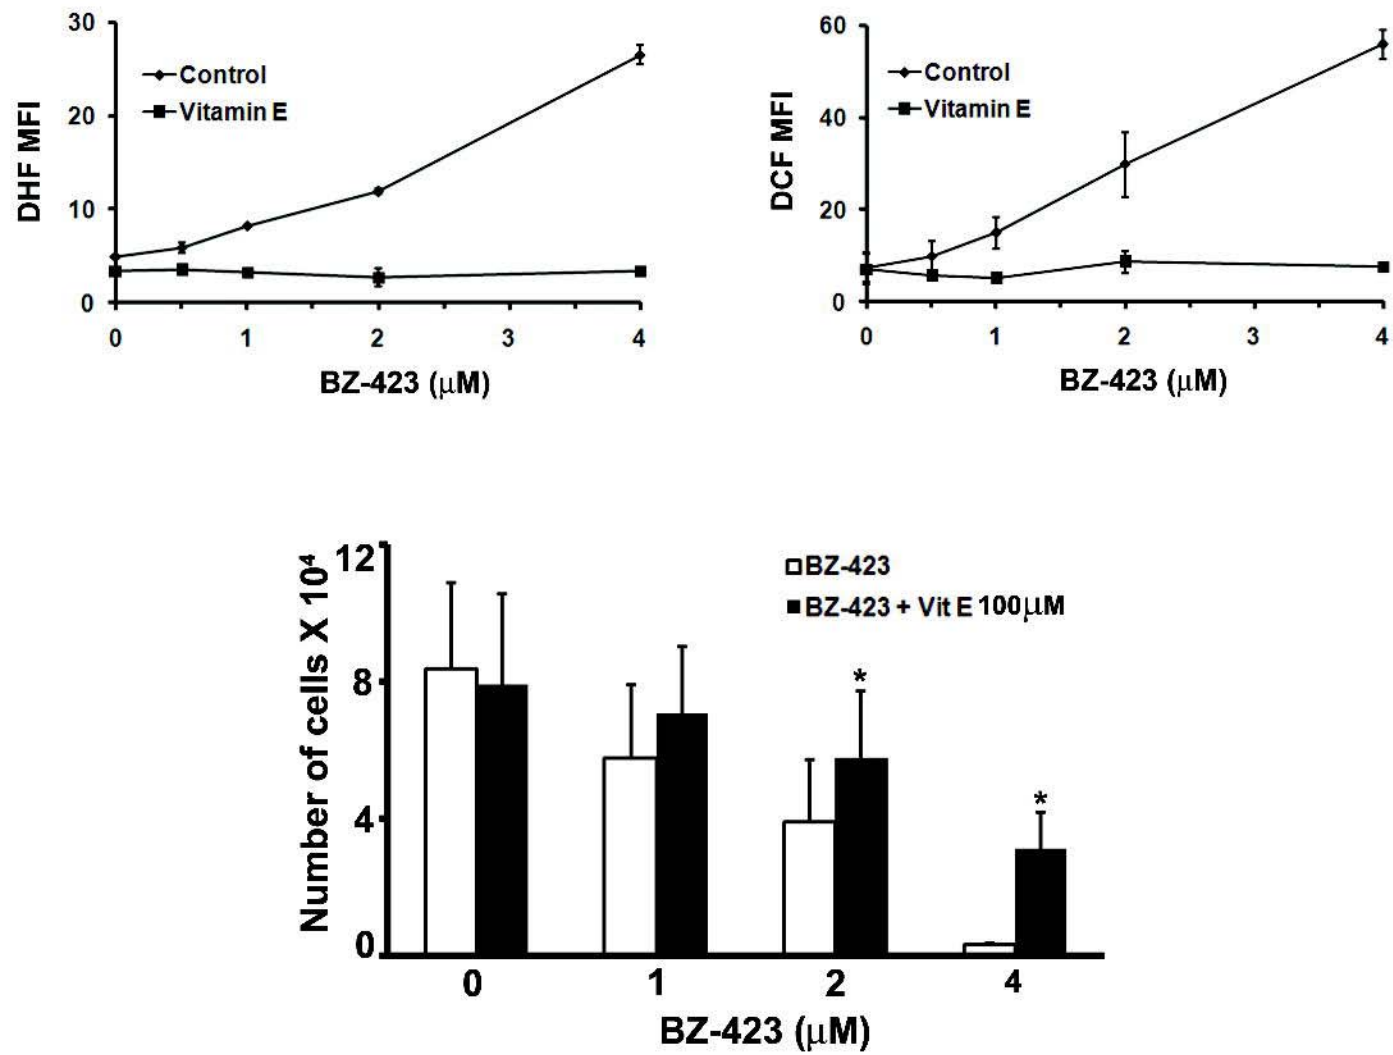 30
20
10
0
DHF MFI
Control
Vitamin E
0 1 2 3 4
BZ-423 (μM)
60
40
20
0
DCF MFI
Control
Vitamin E
0 1 2 3 4
BZ-423 (μM)
12
8
4
0
Number of cells X 10⁴
BZ-423
BZ-423 + Vit E 100μM
*
*
0 1 2 4
BZ-423 (μM)